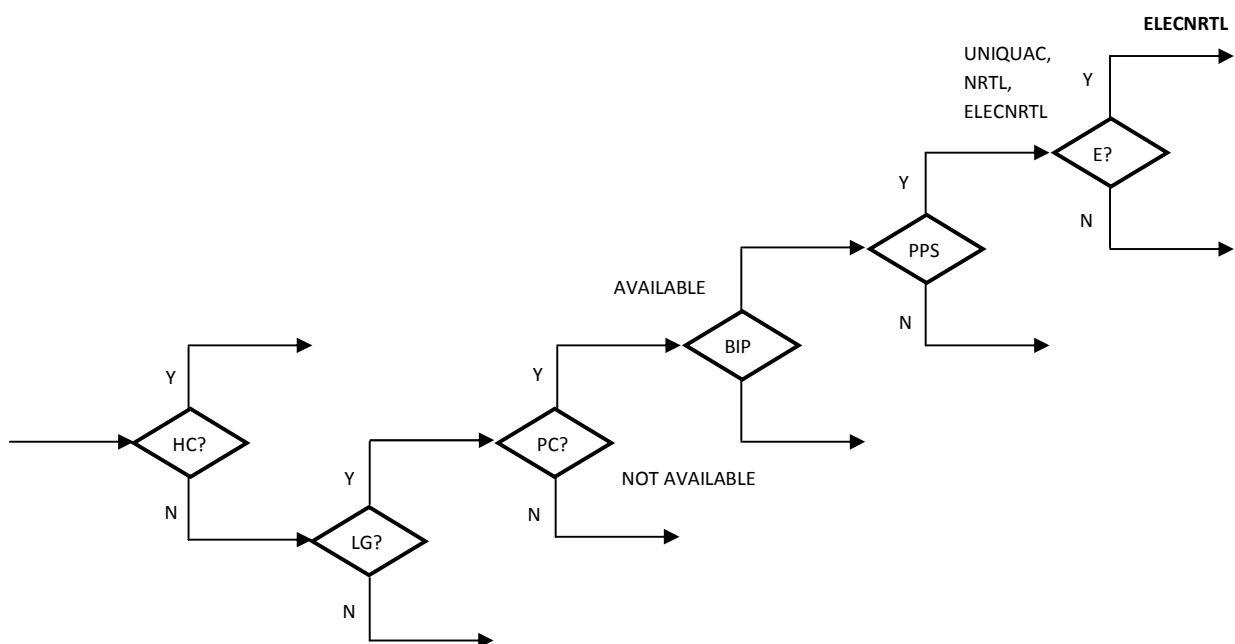 ELECNRTL
UNIQUAC,
NRTL,
ELECNRTL
Y
E?
N
Y
PPS
N
AVAILABLE
BIP
Y
HC?
N
Y
LG?
N
Y
PC?
N
NOT AVAILABLE